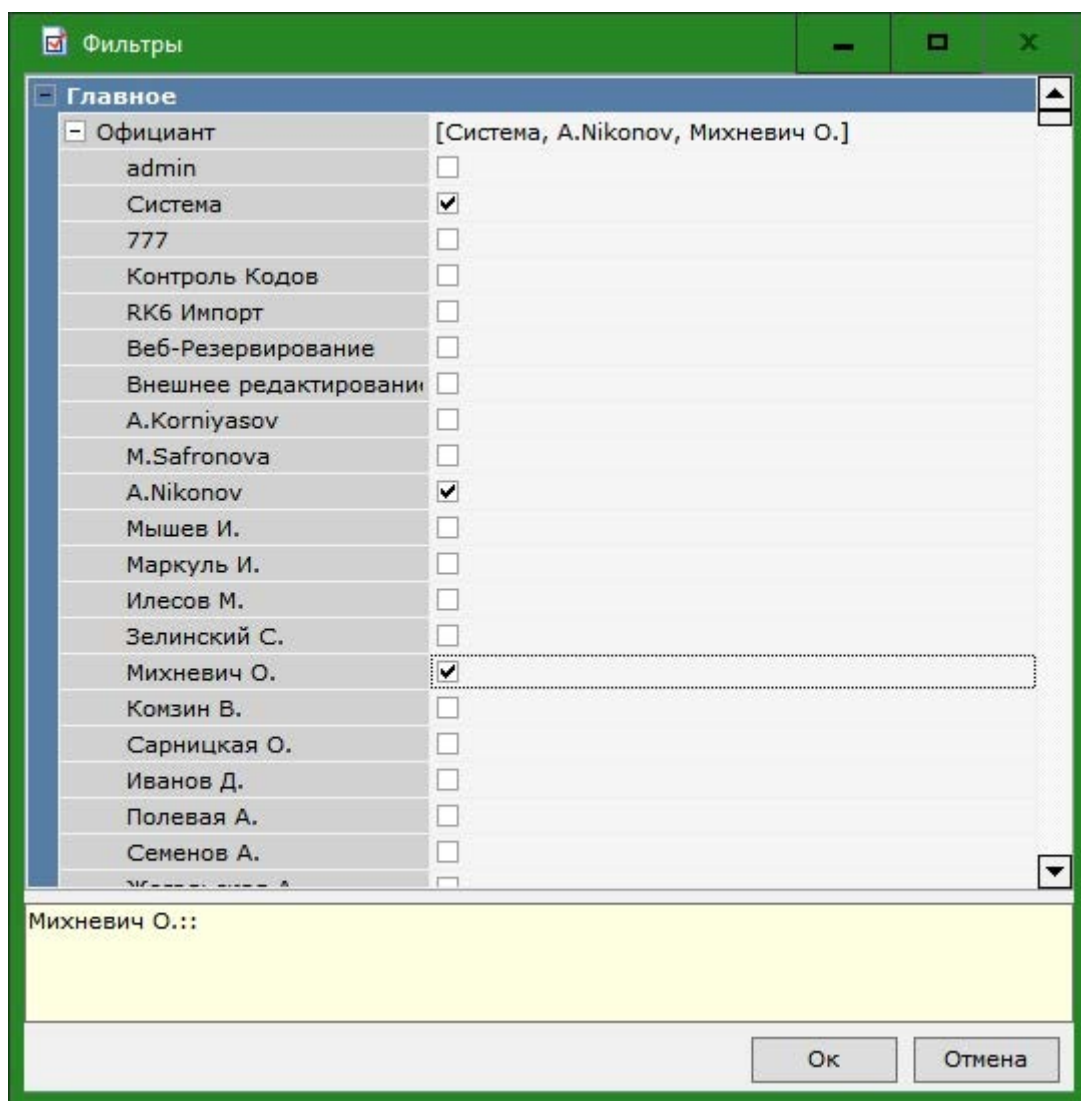 Фильтры
Главное
Официант [Система, A.Nikonov, Михневич О.]
admin
Система
777
Контроль Кодов
RK6 Импорт
Веб-Резервирование
Внешнее
A.Korniyasov
M.Safronova
A.Nikonov
Мышев И.
Маркуль И.
Илесов М.
Зелинский С.
Михневич О.
Комзин В.
Сарницкая О.
Иванов Д.
Полевая А.
Семенов А.
Михневич О.::
Ок Отмена